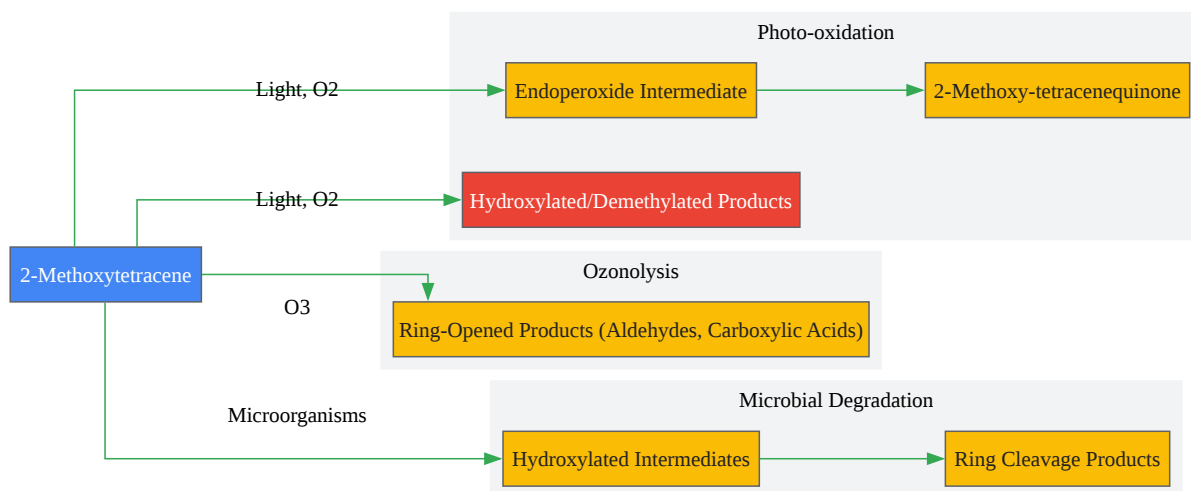 Photo-oxidation
Light, O2
Endoperoxide Intermediate
2-Methoxy-tetracenequinone
Light, O2
Hydroxylated/Demethylated Products
2-Methoxytetracene
Ozonolysis
O3
Ring-Opened Products (Aldehydes, Carboxylic Acids)
Microbial Degradation
Microorganisms
Hydroxylated Intermediates
Ring Cleavage Products